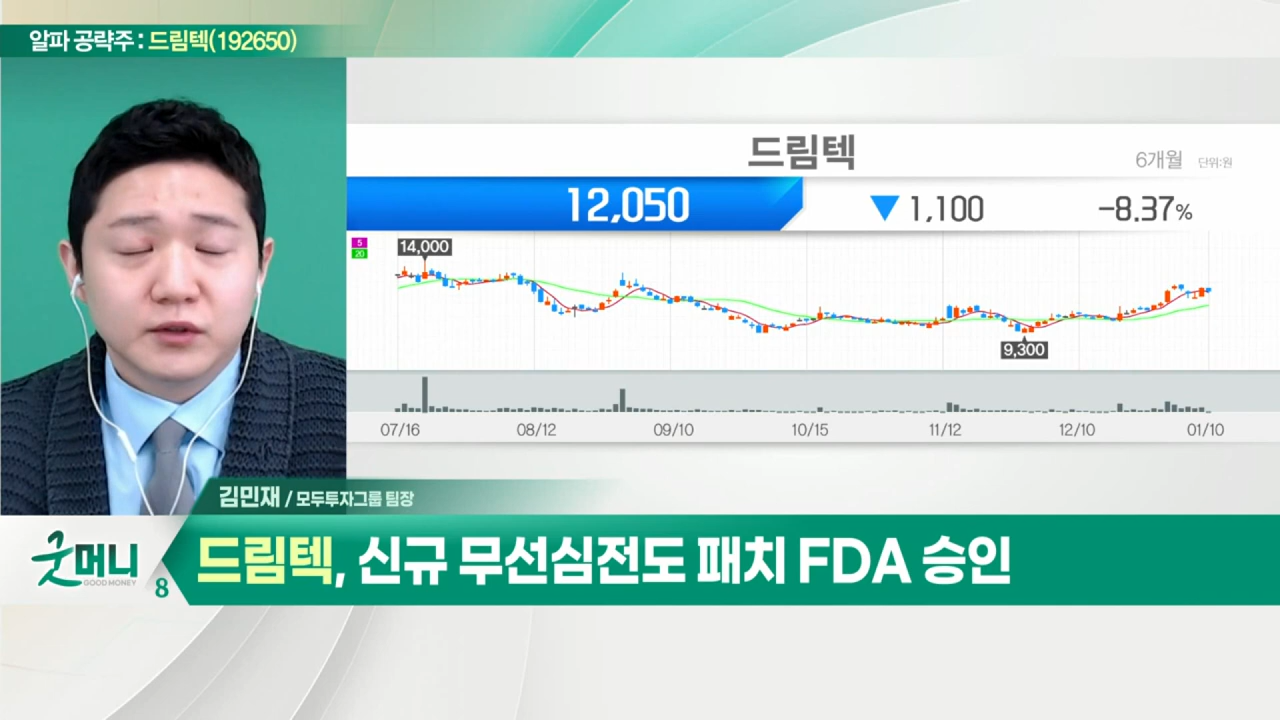 알파 공략주 : 드림텍(192650)
드림텍
6개월 단위:원
12,050 ▼ 1,100 -8.37%
5
20
14,000
9,300
07/16 08/12 09/10 10/15 11/12 12/10 01/10
김민재 / 모두투자그룹 팀장
굿머니
GOOD MONEY
8
드림텍, 신규 무선심전도 패치 FDA 승인